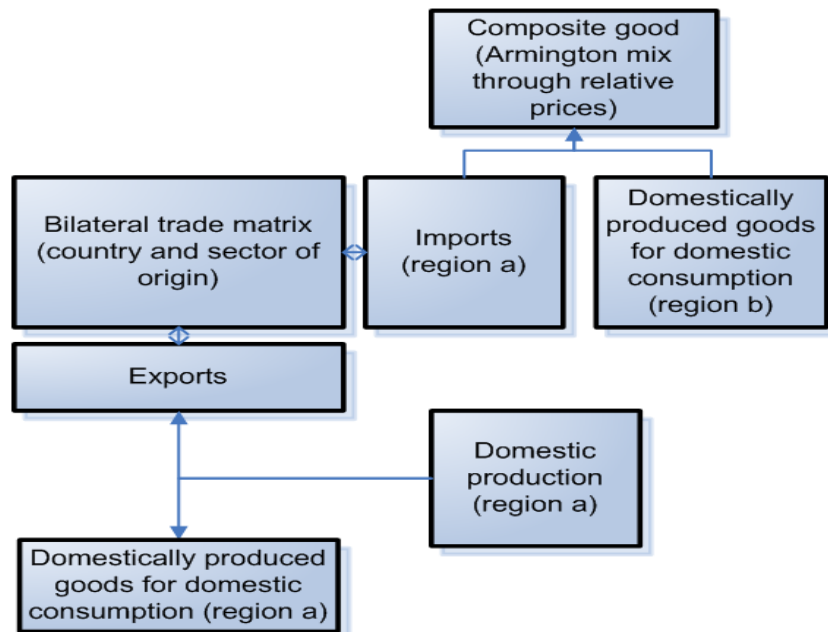 Composite good
(Armington mix
through relative
prices)
Bilateral trade matrix
(country and sector of
origin)
Imports
(region a)
Domestically
produced goods
for domestic
consumption
(region b)
Exports
Domestic
production
(region a)
Domestically produced
goods for domestic
consumption (region a)